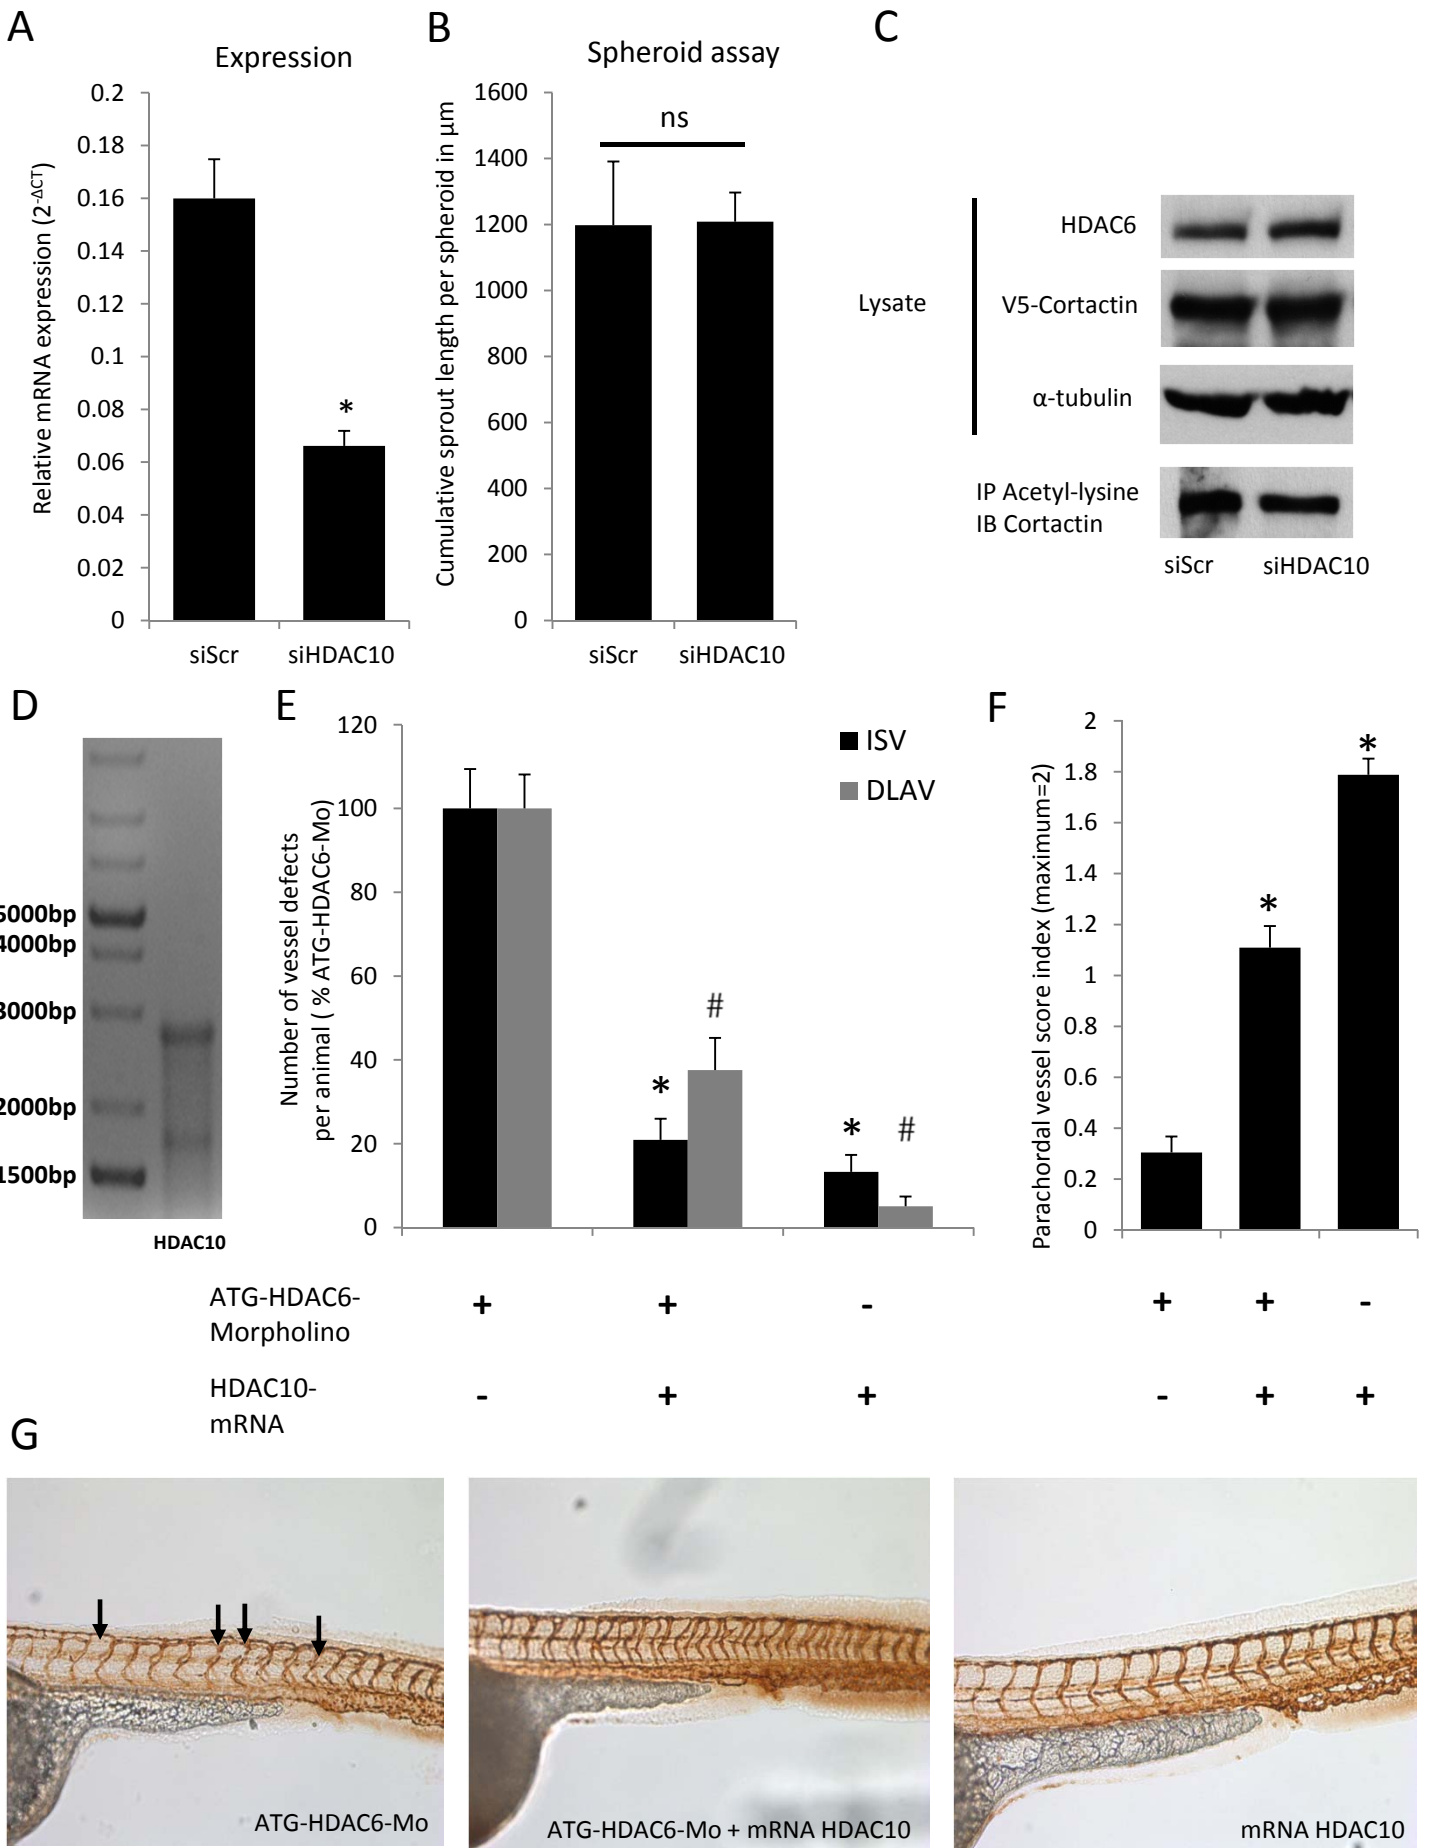 A
Expression
Relative mRNA expression (2-ΔCT)
0.2
0.18
0.16
0.14
0.12
0.1
0.08
0.06
0.04
0.02
0
*
siScr
siHDAC10
B
Spheroid assay
Cumulative sprout length per spheroid in µm
1600
1400
1200
1000
800
600
400
200
0
ns
siScr
siHDAC10
C
Lysate
HDAC6
V5-Cortactin
α-tubulin
IP Acetyl-lysine
IB Cortactin
siScr
siHDAC10
D
5000bp
4000bp
3000bp
2000bp
1500bp
HDAC10
E
Number of vessel defects
per animal ( % ATG-HDAC6-Mo)
120
100
80
60
40
20
0
ISV
DLAV
* # * #
F
Parachordal vessel score index (maximum=2)
2
1.8
1.6
1.4
1.2
1
0.8
0.6
0.4
0.2
0
* *
ATG-HDAC6-
Morpholino
+ + - + + -
HDAC10-
mRNA
- + + - + +
G
ATG-HDAC6-Mo
ATG-HDAC6-Mo + mRNA HDAC10
mRNA HDAC10